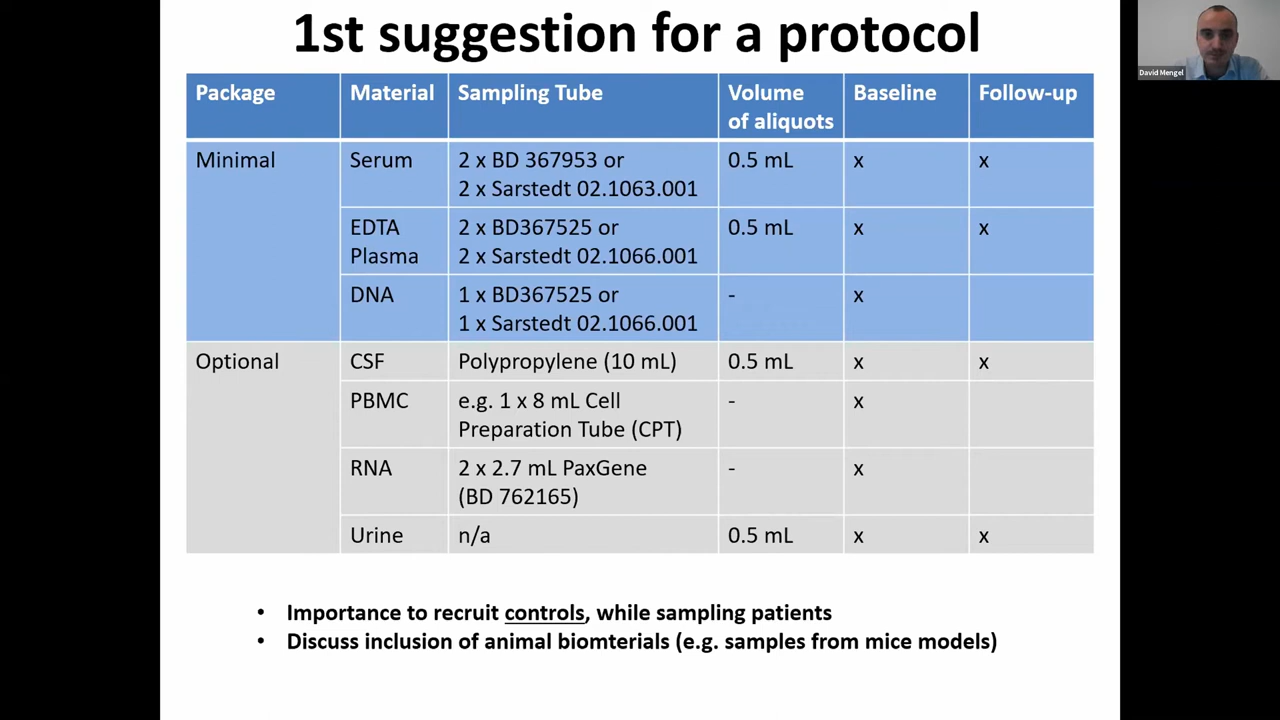 1st suggestion for a protocol
Package Material Sampling Tube Volume of aliquots Baseline Follow-up
Minimal Serum 2 x BD 367953 or 0.5 mL x x
2 x Sarstedt 02.1063.001
EDTA Plasma 2 x BD367525 or 0.5 mL x x
2 x Sarstedt 02.1066.001
DNA 1 x BD367525 or - x
1 x Sarstedt 02.1066.001
Optional CSF Polypropylene (10 mL) 0.5 mL x x
PBMC e.g. 1 x 8 mL Cell - x
Preparation Tube (CPT)
RNA 2 x 2.7 mL PaxGene - x
(BD 762165)
Urine n/a 0.5 mL x x
• Importance to recruit controls, while sampling patients
• Discuss inclusion of animal biomterials (e.g. samples from mice models)
David Mengel